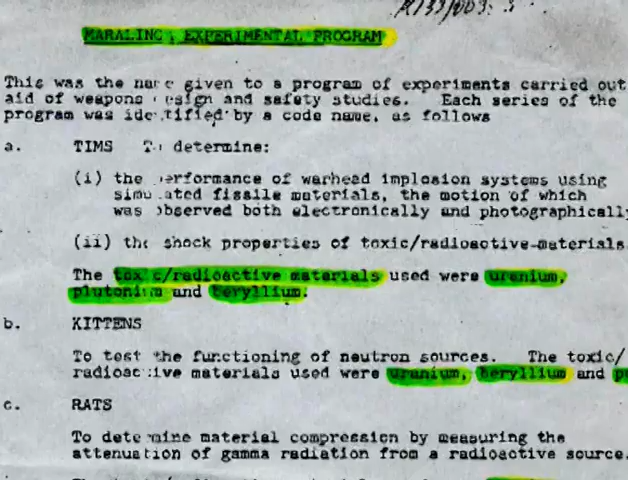 MARALINGA EXPERIMENTAL PROGRAM
This was the name given to a program of experiments carried out
aid of weapons design and safety studies. Each series of the
program was identified by a code name, as follows
a. TIMS To determine:
(i) the performance of warhead implosion systems using
simulated fissile materials, the motion of which
was observed both electronically and photographically
(ii) the shock properties of toxic/radioactive materials
The toxic/radioactive materials used were uranium,
plutonium and beryllium.
b. KITTENS
To test the functioning of neutron sources. The toxic/
radioactive materials used were uranium, beryllium and
c. RATS
To determine material compression by measuring the
attenuation of gamma radiation from a radioactive source.